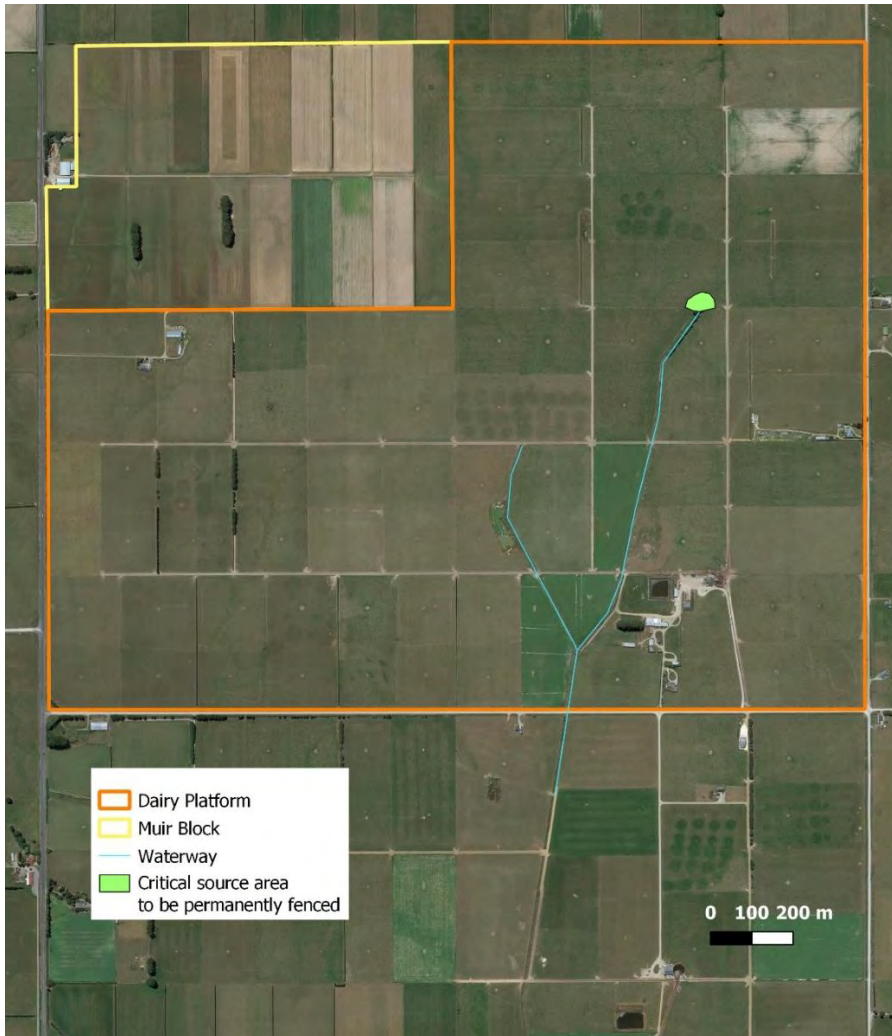 Dairy Platform
Muir Block
Waterway
Critical source area
to be permanently fenced
0 100 200 m